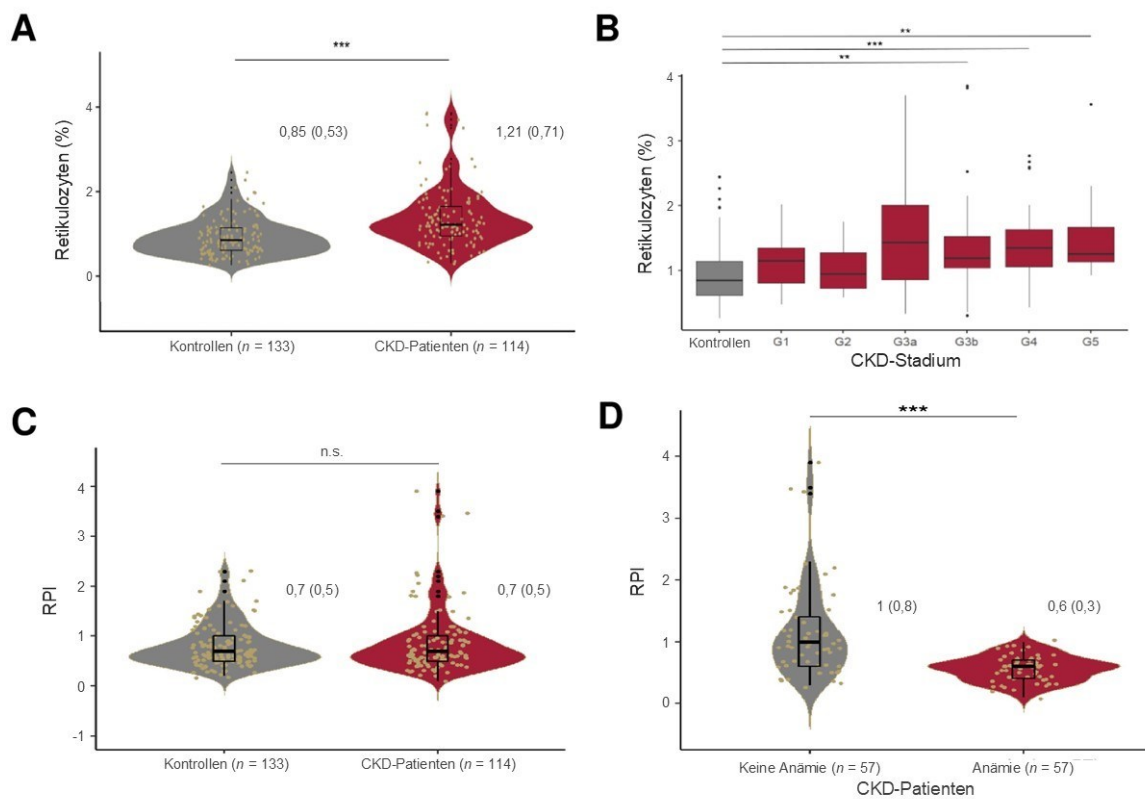 A
***
Retikulozyten (%)
4
2
0
0,85 (0,53)
1,21 (0,71)
Kontrollen (n = 133)
CKD-Patienten (n = 114)
B
**
***
**
Retikulozyten (%)
4
3
2
1
Kontrollen
G1
G2
G3a
G3b
G4
G5
CKD-Stadium
C
n.s.
RPI
4
3
2
1
0
-1
0,7 (0,5)
0,7 (0,5)
Kontrollen (n = 133)
CKD-Patienten (n = 114)
D
***
RPI
4
3
2
1
0
1 (0,8)
0,6 (0,3)
Keine Anämie (n = 57)
Anämie (n = 57)
CKD-Patienten